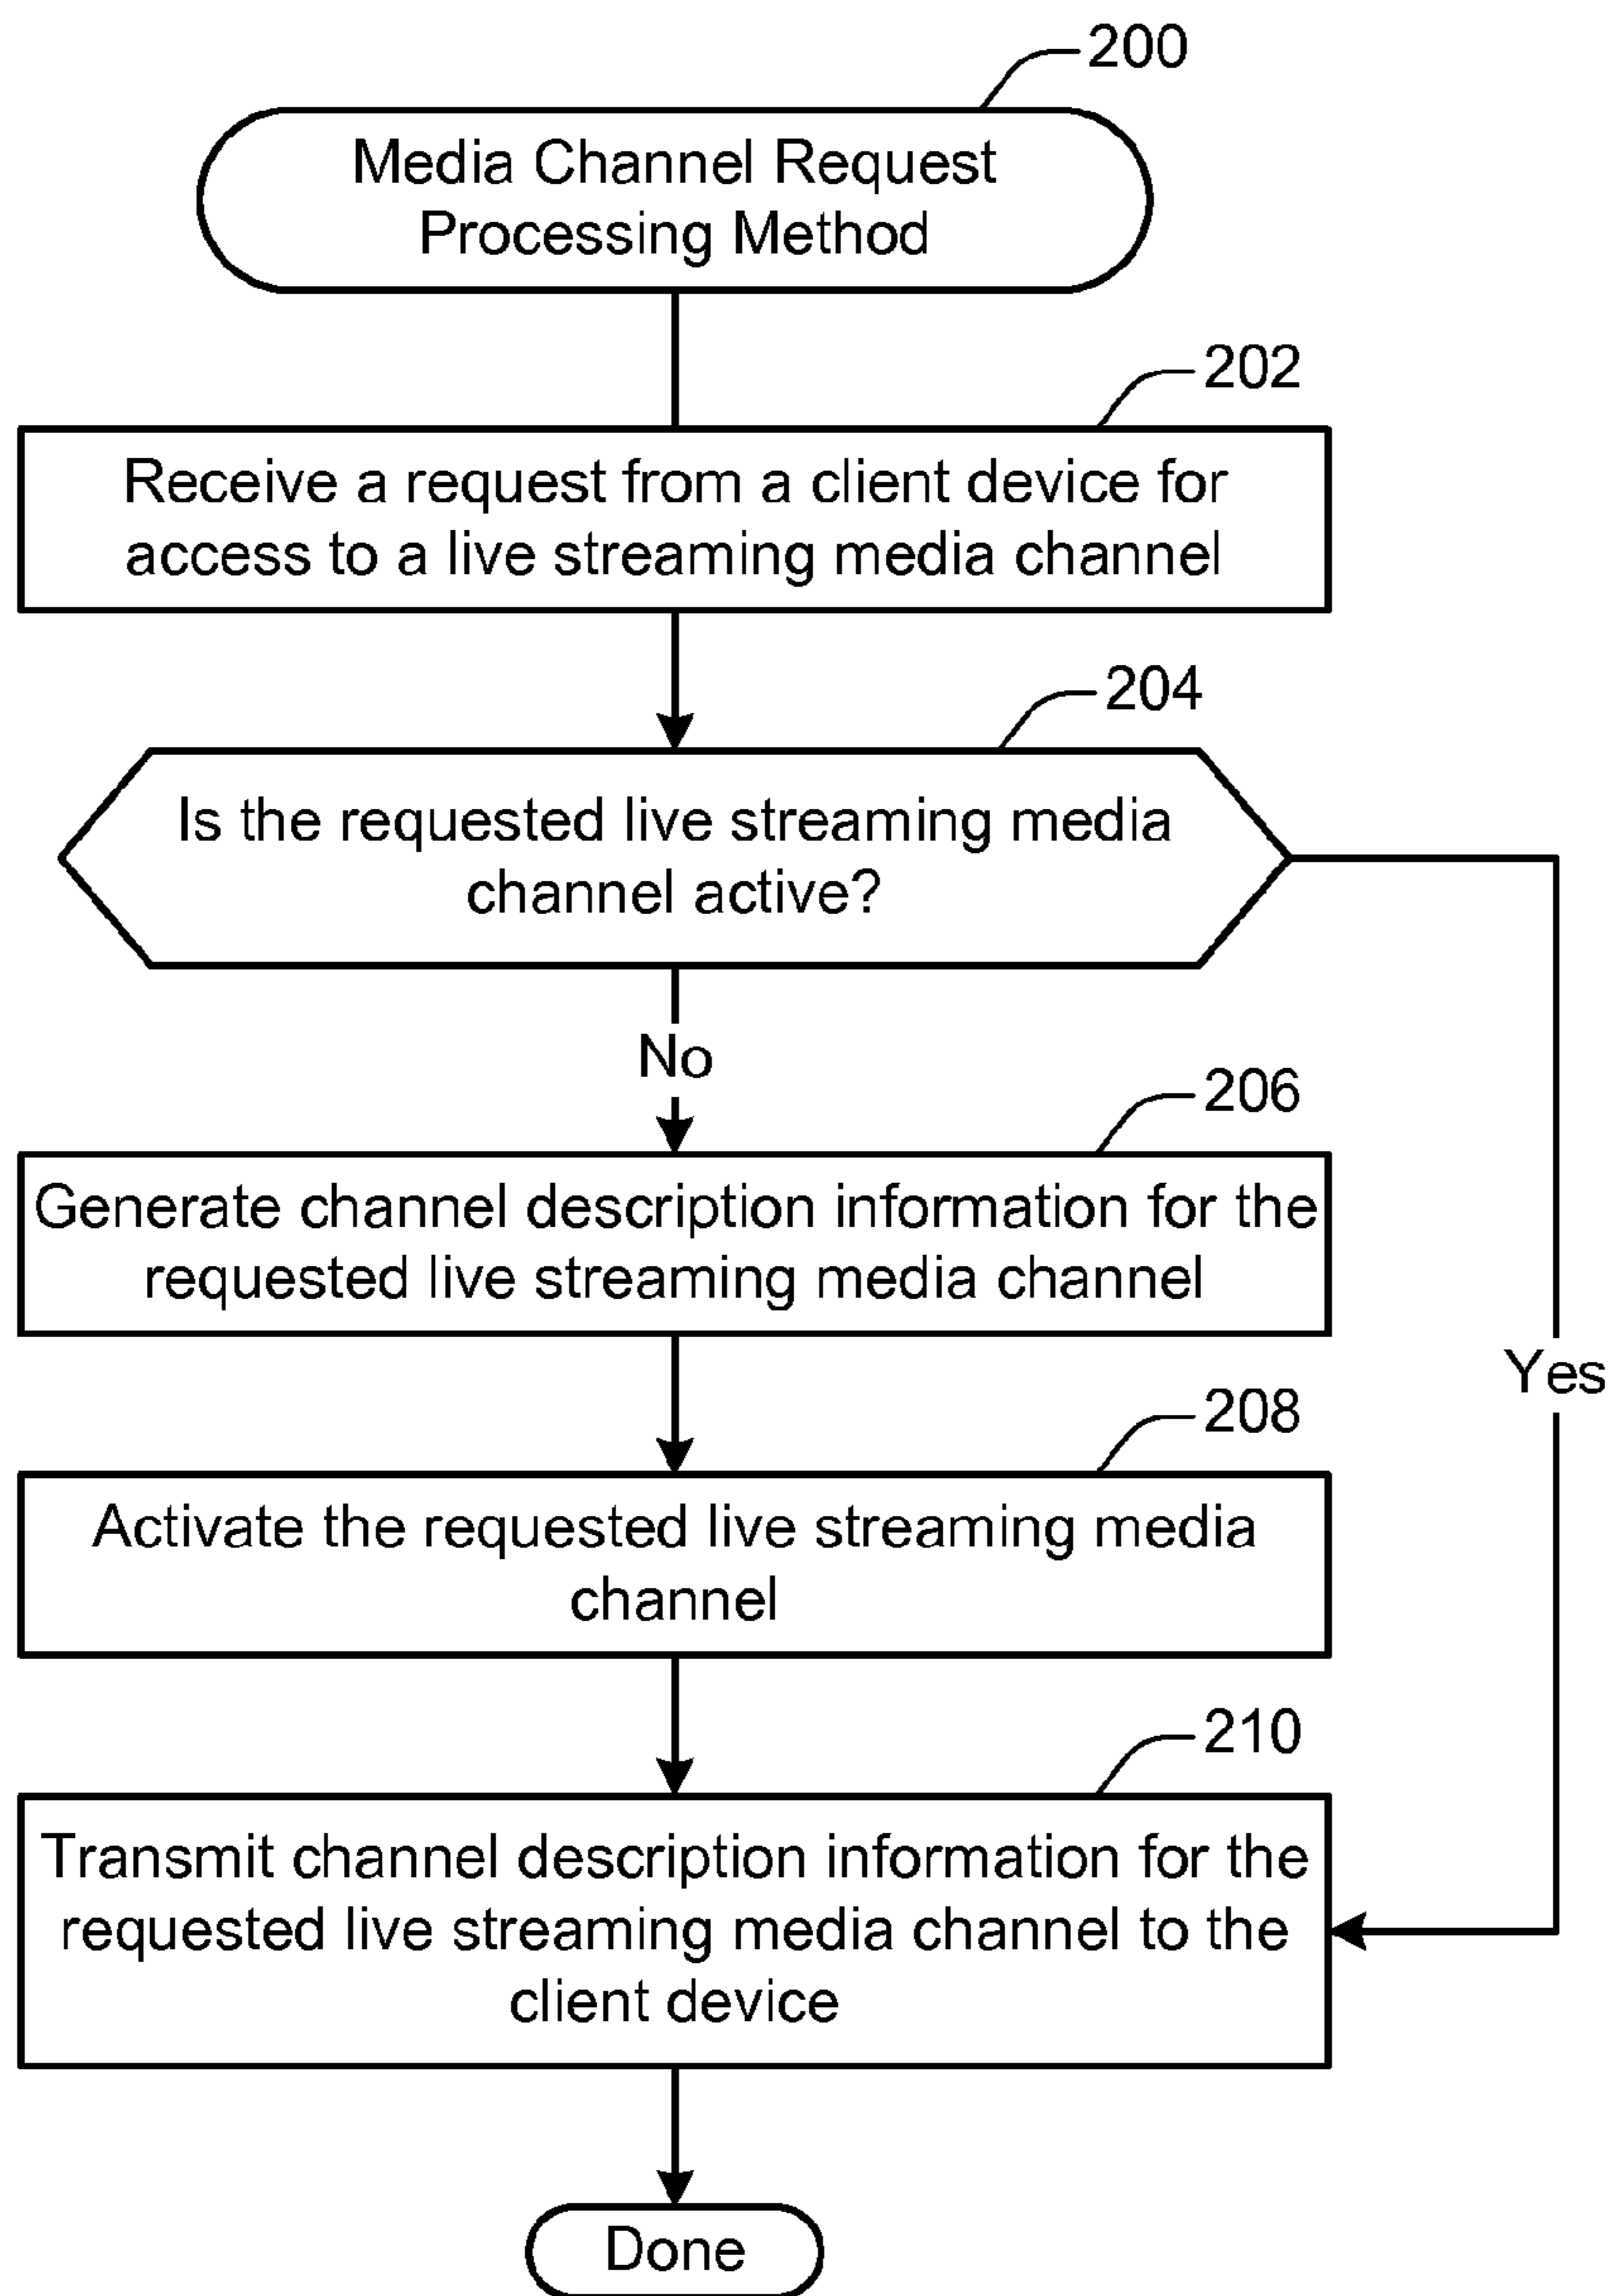 200
Media Channel Request
Processing Method
202
Receive a request from a client device for
access to a live streaming media channel
204
Is the requested live streaming media
channel active?
No
206
Generate channel description information for the
requested live streaming media channel
Yes
208
Activate the requested live streaming media
channel
210
Transmit channel description information for the
requested live streaming media channel to the
client device
Done